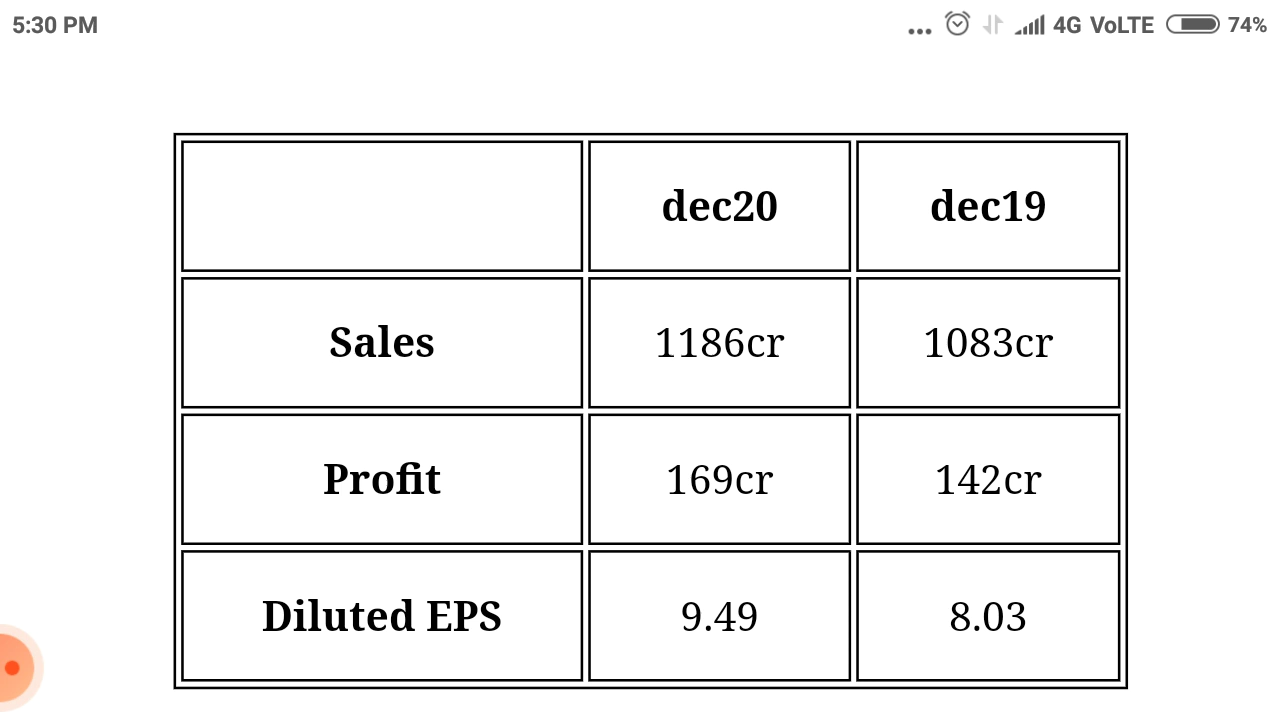 5:30 PM ... 4G VoLTE 74%
dec20 dec19
Sales 1186cr 1083cr
Profit 169cr 142cr
Diluted EPS 9.49 8.03